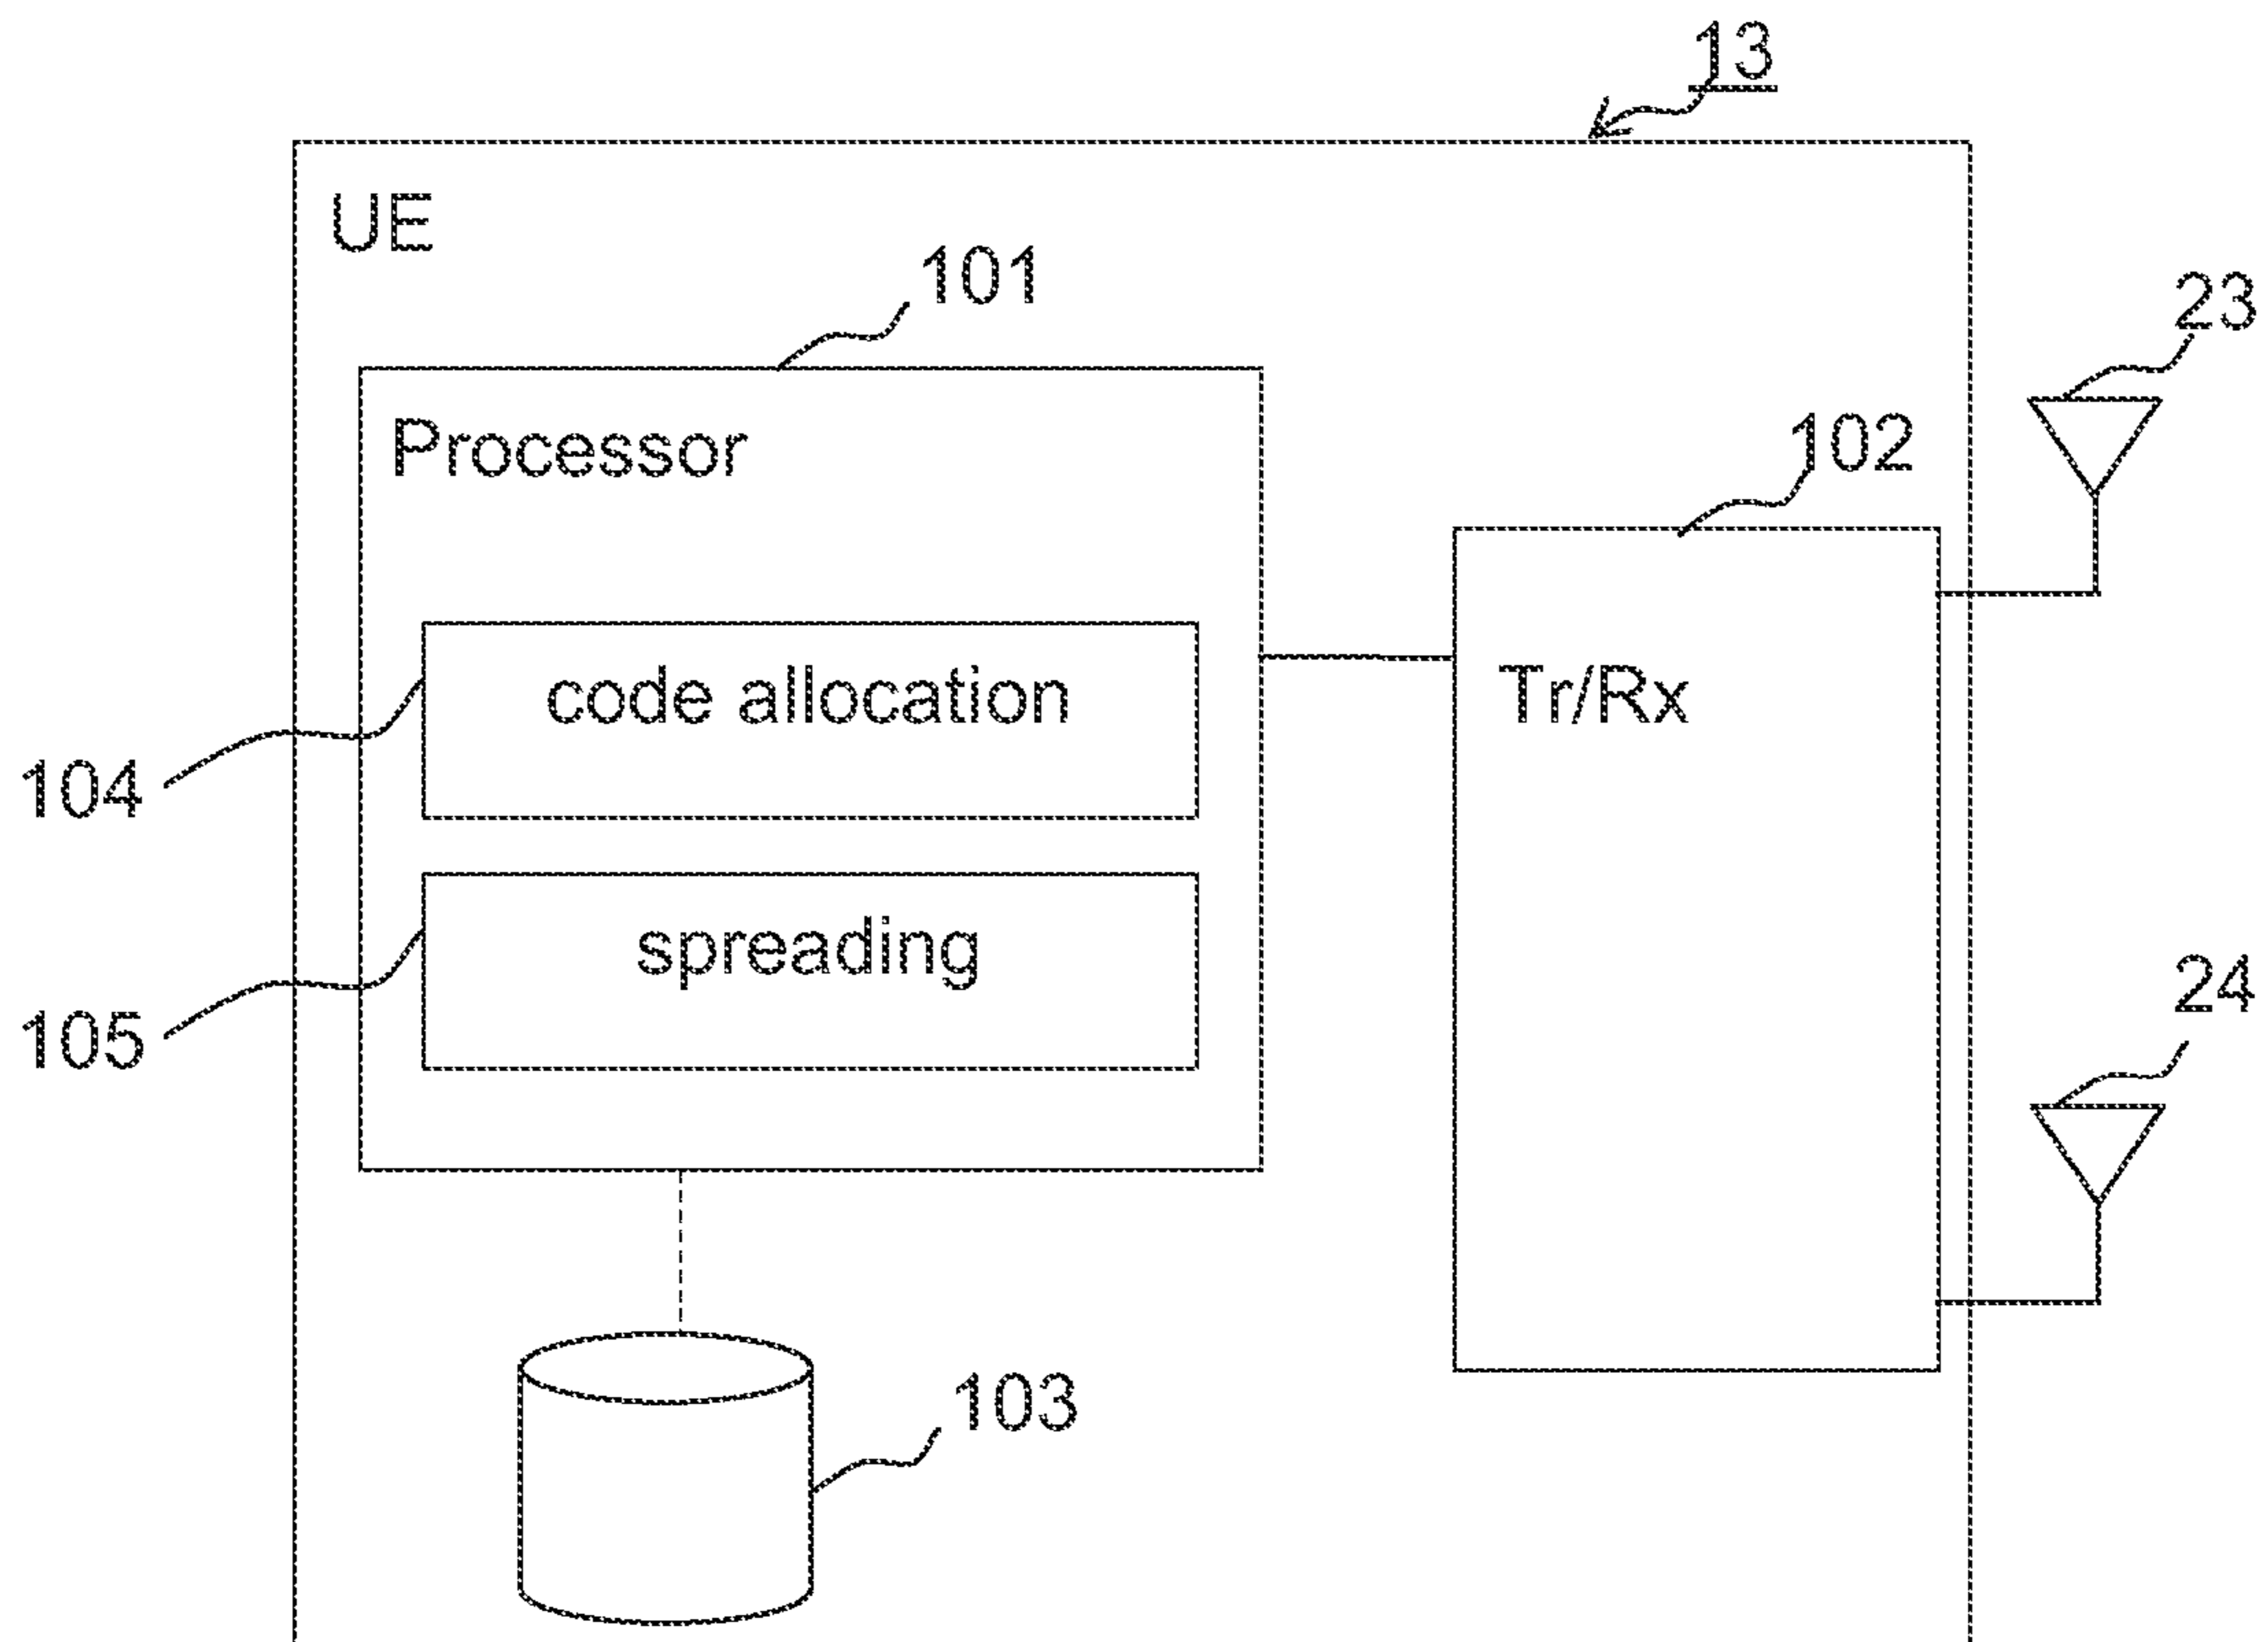 13
UE
101
23
Processor
102
code allocation
Tr/Rx
104
spreading
24
105
103